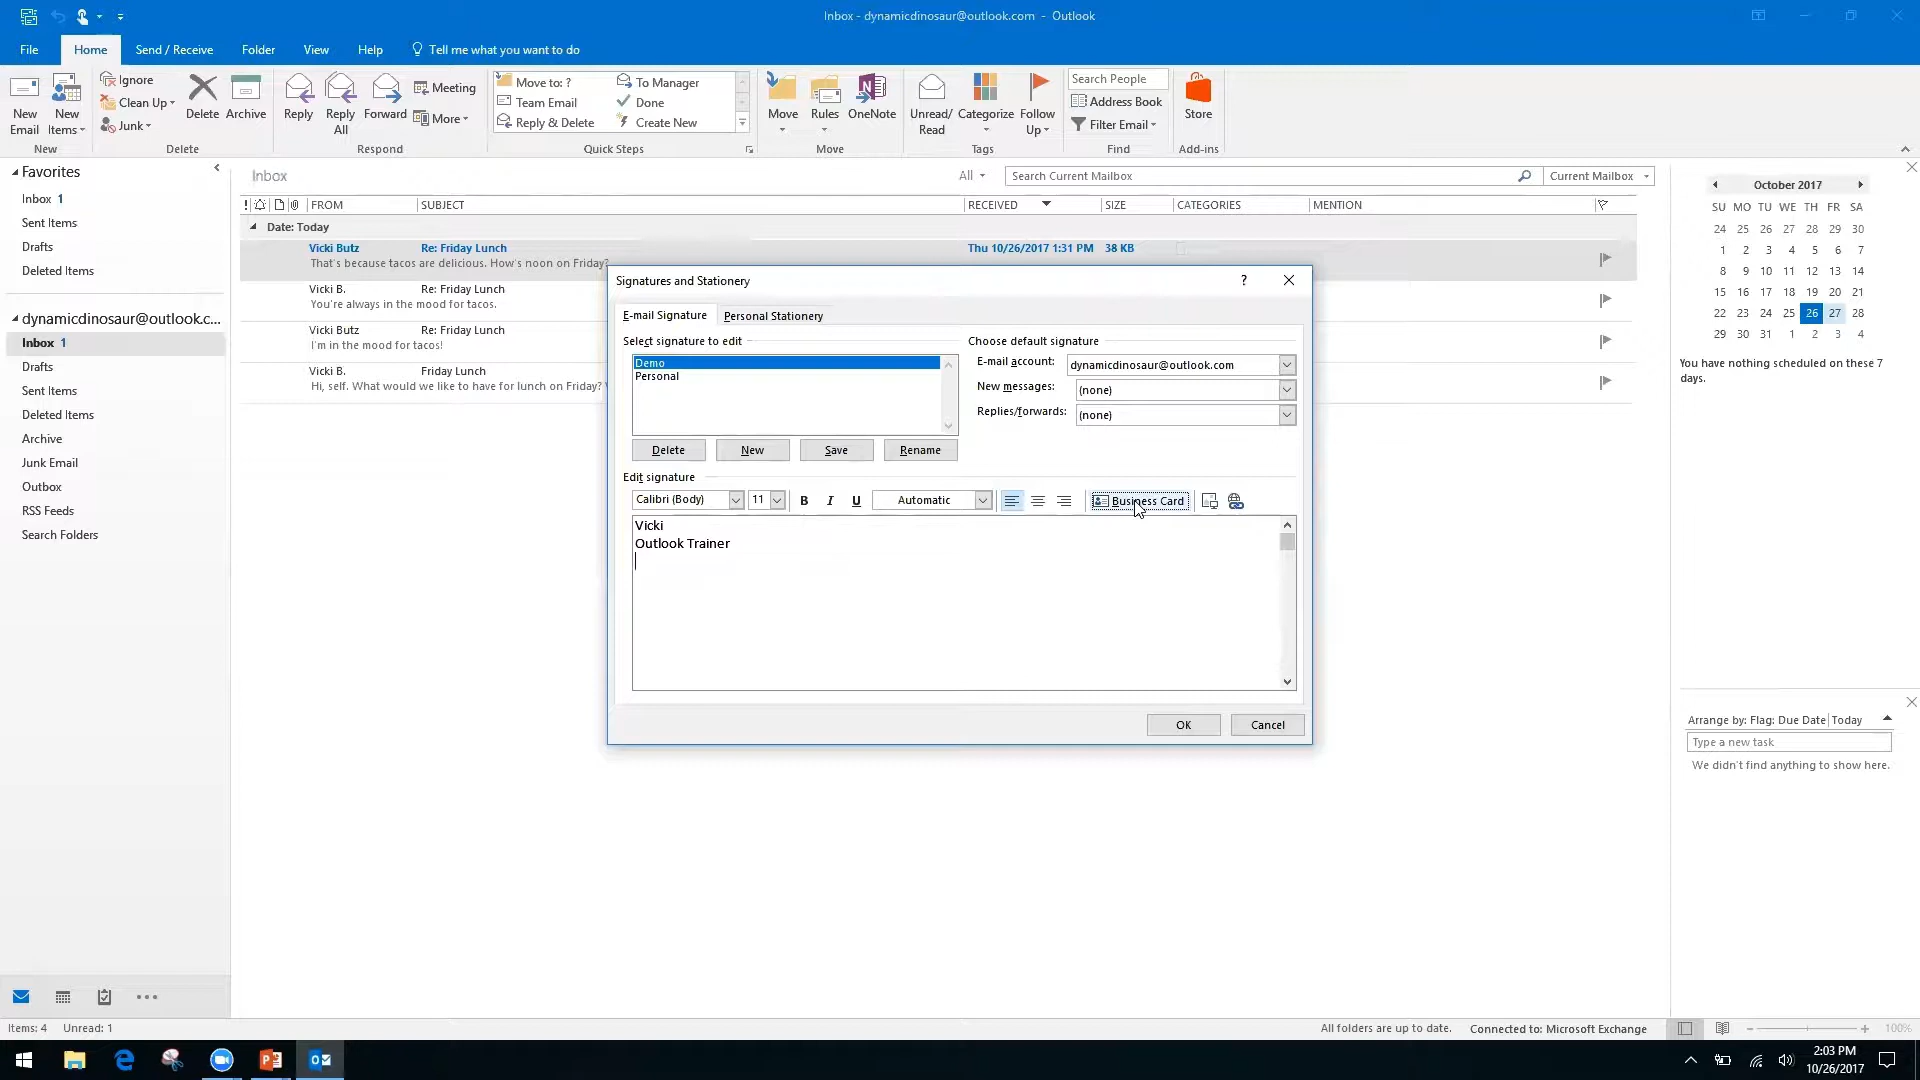 Inbox - dynamicdinosaur@outlook.com - Outlook
File Home Send / Receive Folder View Help Tell me what you want to do
New Email
New Items
New
Ignore
Clean Up
Junk
Delete
Archive
Delete
Reply
Reply All
Forward
Meeting
More
Respond
Move to: ?
Team Email
Reply & Delete
To Manager
Done
Create New
Quick Steps
Move
Rules
OneNote
Move
Unread/ Read
Categorize
Follow Up
Tags
Search People
Address Book
Filter Email
Find
Store
Add-ins
Favorites
Inbox 1
Sent Items
Drafts
Deleted Items
dynamicdinosaur@outlook.c...
Inbox 1
Drafts
Sent Items
Deleted Items
Archive
Junk Email
Outbox
RSS Feeds
Search Folders
Inbox All Search Current Mailbox Current Mailbox
! FROM SUBJECT RECEIVED SIZE CATEGORIES MENTION
Date: Today
Vicki Butz Re: Friday Lunch Thu 10/26/2017 1:31 PM 38 KB
That's because tacos are delicious. How's noon on Friday?
Vicki B. Re: Friday Lunch
You're always in the mood for tacos.
Vicki Butz Re: Friday Lunch
I'm in the mood for tacos!
Vicki B. Friday Lunch
Hi, self. What would we like to have for lunch on Friday?
Signatures and Stationery ?
E-mail Signature Personal Stationery
Select signature to edit
Demo
Personal
Delete New Save Rename
Choose default signature
E-mail account: dynamicdinosaur@outlook.com
New messages: (none)
Replies/forwards: (none)
Edit signature
Calibri (Body) 11 B I U Automatic Business Card
Vicki
Outlook Trainer
OK Cancel
October 2017
SU MO TU WE TH FR SA
24 25 26 27 28 29 30
1 2 3 4 5 6 7
8 9 10 11 12 13 14
15 16 17 18 19 20 21
22 23 24 25 26 27 28
29 30 31 1 2 3 4
You have nothing scheduled on these 7
days.
Arrange by: Flag: Due Date Today
Type a new task
We didn't find anything to show here.
Items: 4 Unread: 1 All folders are up to date. Connected to: Microsoft Exchange 100%
2:03 PM
10/26/2017